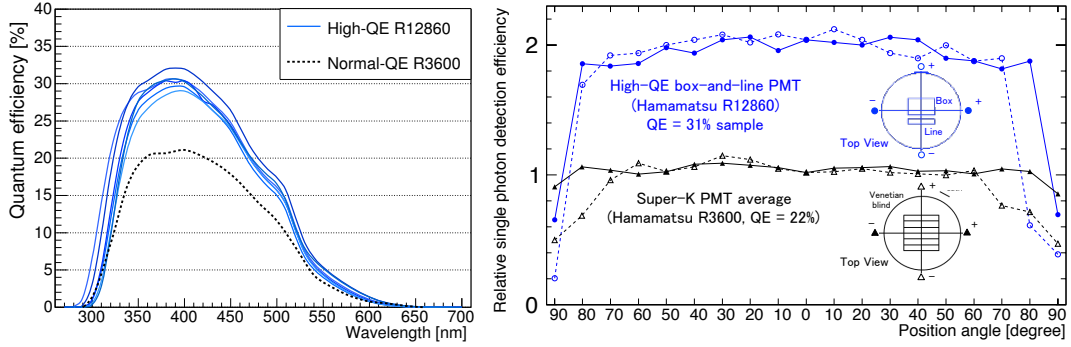 Quantum efficiency [%]
40
35
30
25
20
15
10
5
0
High-QE R12860
Normal-QE R3600
300 350 400 450 500 550 600 650 700
Wavelength [nm]
Relative single photon detection efficiency
2
1
0
High-QE box-and-line PMT
(Hamamatsu R12860)
QE = 31% sample
+
− +
Box
Line
Top View
−
Super-K PMT average
(Hamamatsu R3600, QE = 22%)
Venetian
blind
+
− +
Top View
−
90 80 70 60 50 40 30 20 10 0 10 20 30 40 50 60 70 80 90
Position angle [degree]